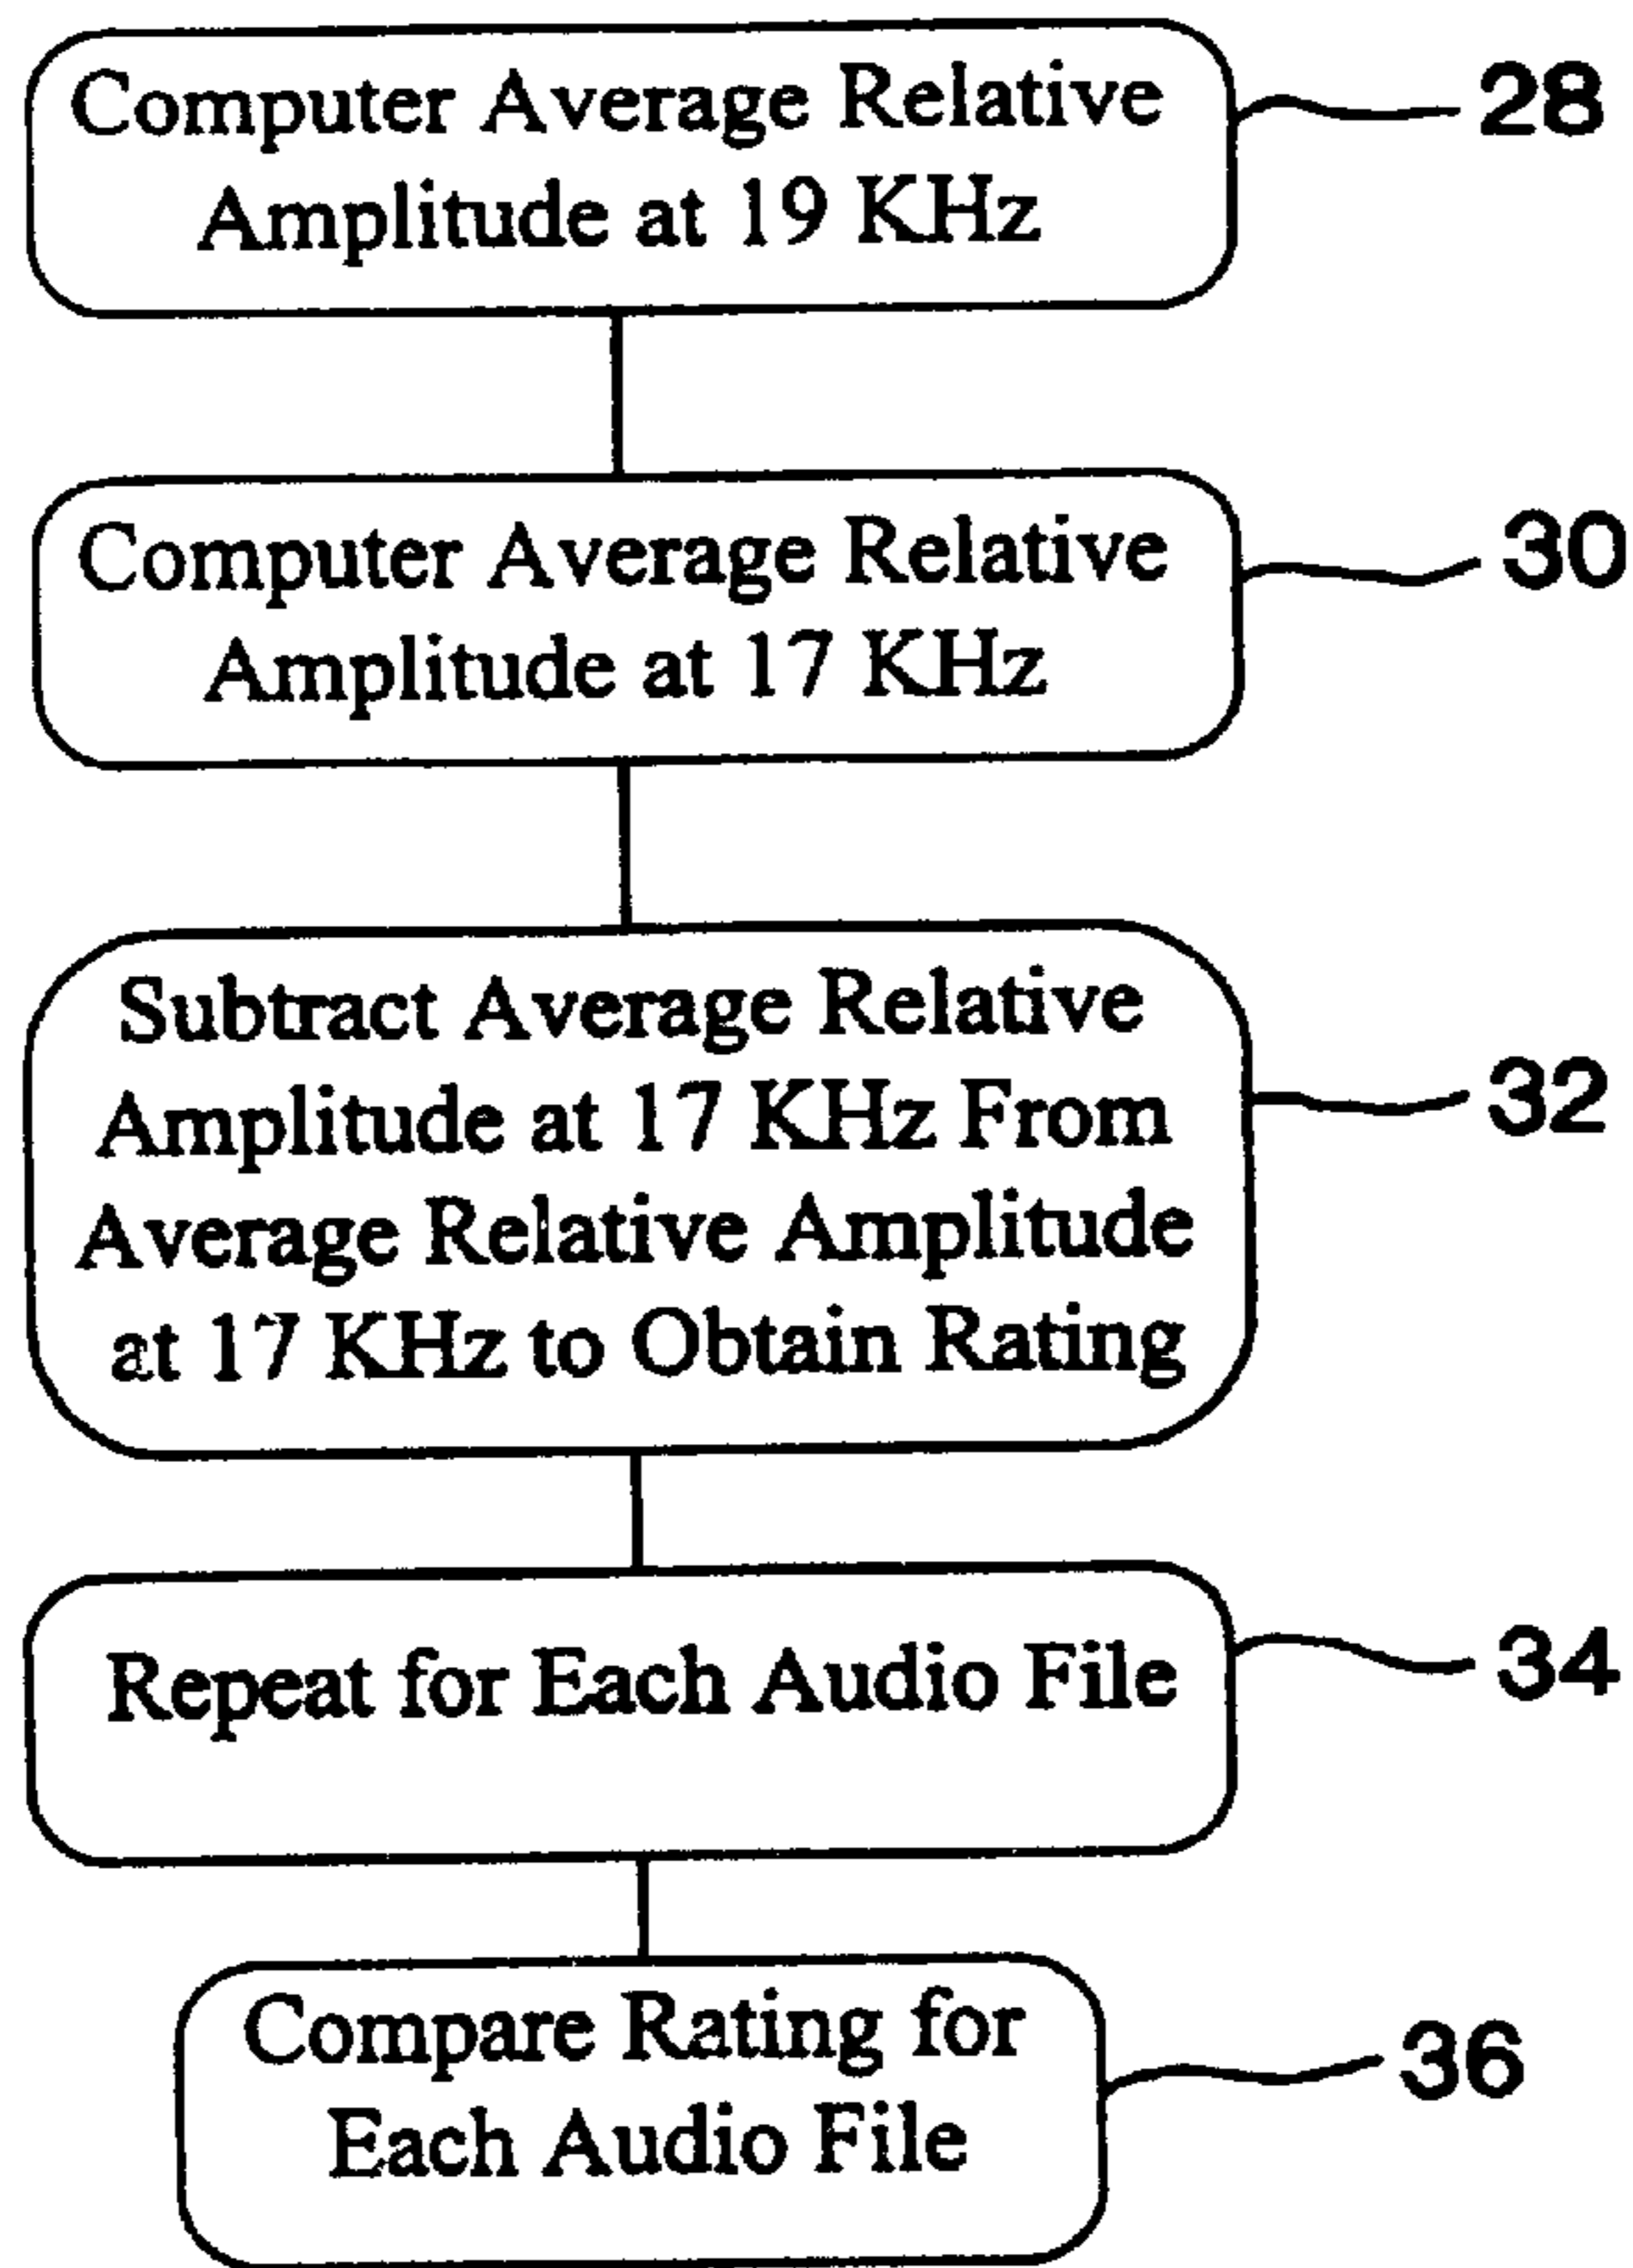 Computer Average Relative
Amplitude at 19 KHz
28
Computer Average Relative
Amplitude at 17 KHz
30
Subtract Average Relative
Amplitude at 17 KHz From
Average Relative Amplitude
at 17 KHz to Obtain Rating
32
Repeat for Each Audio File
34
Compare Rating for
Each Audio File
36